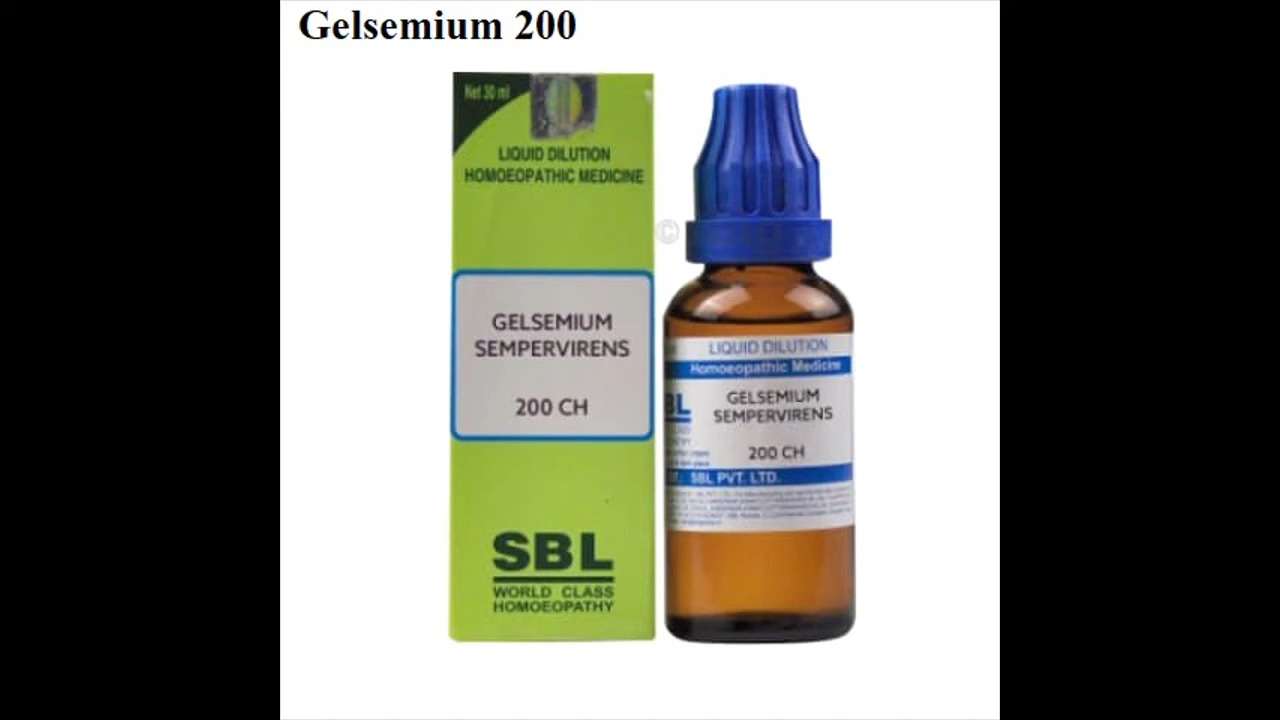 Gelsemium 200
Net 30 ml
LIQUID DILUTION
HOMOEOPATHIC MEDICINE
GELSEMIUM
SEMPERVIRENS
200 CH
SBL
WORLD CLASS
HOMOEOPATHY
©
LIQUID DILUTION
Homoeopathic Medicine
BL
GELSEMIUM
SEMPERVIRENS
200 CH
SBL PVT. LTD.